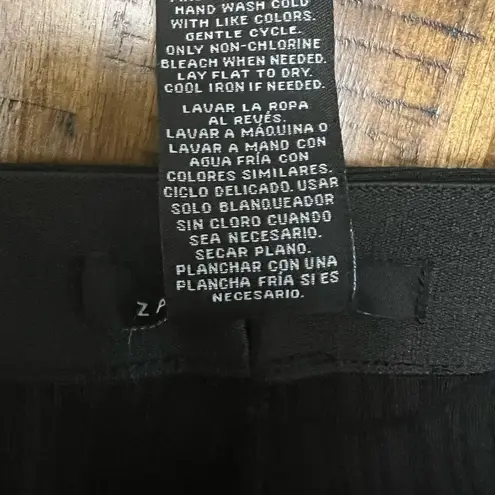 HAND WASH COLD
WITH LIKE COLORS.
GENTLE CYCLE.
ONLY NON-CHLORINE
BLEACH WHEN NEEDED.
LAY FLAT TO DRY.
COOL IRON IF NEEDED.
LAVAR LA ROPA
AL REVÉS.
LAVAR A MÁQUINA O
LAVAR A MANO CON
AGUA FRÍA CON
COLORES SIMILARES.
CICLO DELICADO. USAR
SOLO BLANQUEADOR
SIN CLORO CUANDO
SEA NECESARIO.
SECAR PLANO.
PLANCHAR CON UNA
PLANCHA FRÍA SI ES
NECESARIO.